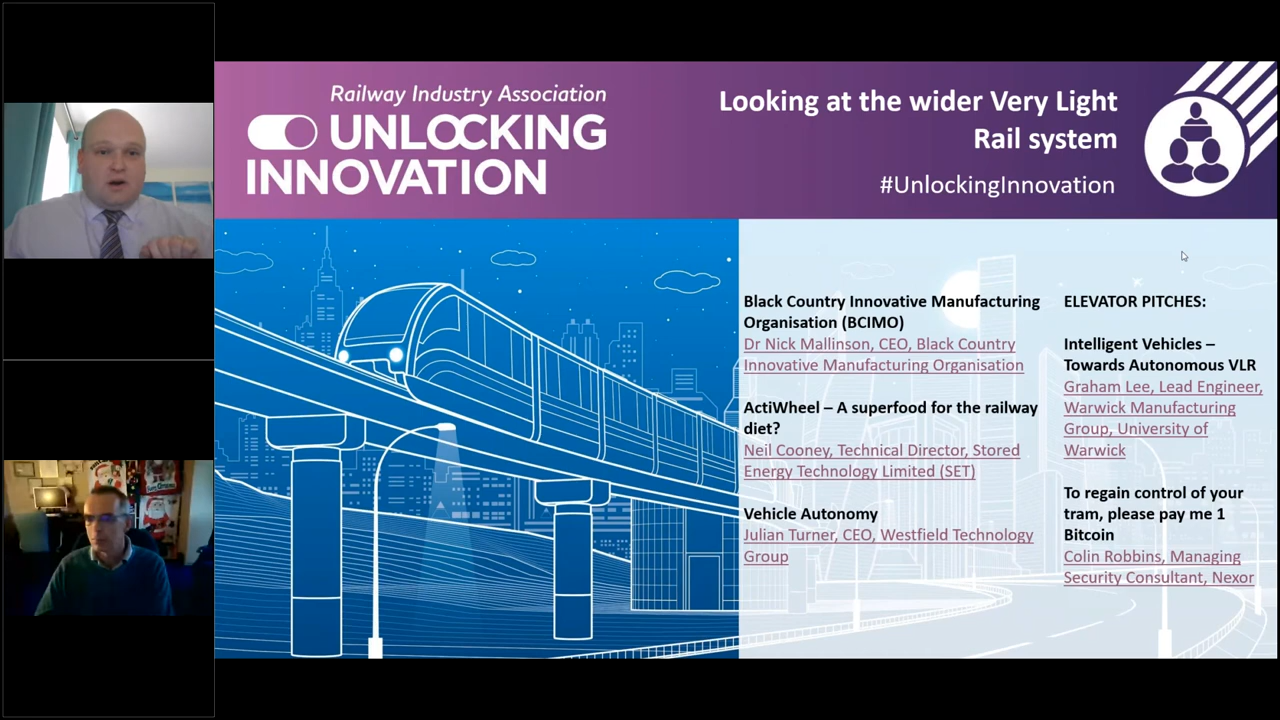 Railway Industry Association
UNLOCKING
INNOVATION
Looking at the wider Very Light
Rail system
#UnlockingInnovation
Black Country Innovative Manufacturing
Organisation (BCIMO)
Dr Nick Mallinson, CEO, Black Country
Innovative Manufacturing Organisation
ActiWheel – A superfood for the railway
diet?
Neil Cooney, Technical Director, Stored
Energy Technology Limited (SET)
Vehicle Autonomy
Julian Turner, CEO, Westfield Technology
Group
ELEVATOR PITCHES:
Intelligent Vehicles –
Towards Autonomous VLR
Graham Lee, Lead Engineer,
Warwick Manufacturing
Group, University of
Warwick
To regain control of your
tram, please pay me 1
Bitcoin
Colin Robbins, Managing
Security Consultant, Nexor